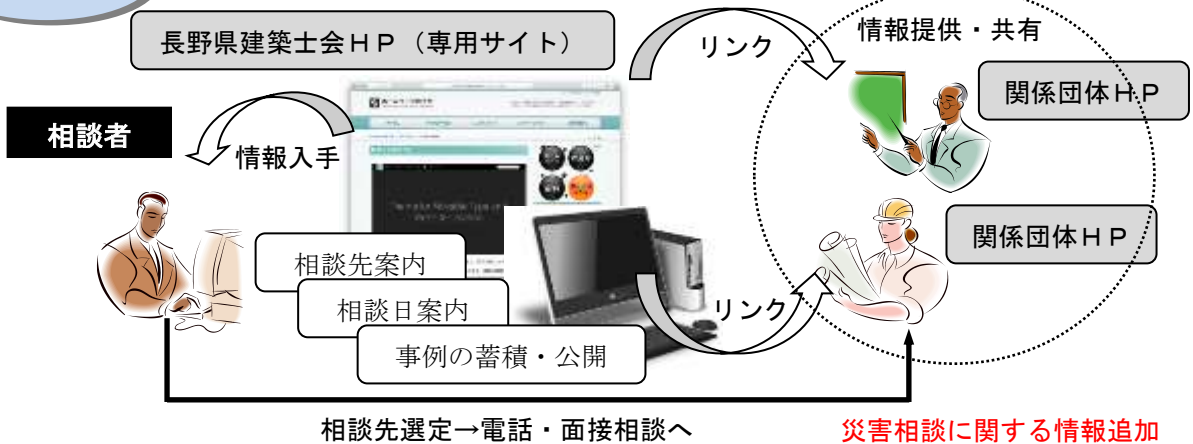 長野県建築士会HP(専用サイト)
リンク
情報提供・共有
関係団体HP
相談者
情報入手
関係団体HP
相談先案内
相談日案内
リンク
事例の蓄積・公開
相談先選定→電話・面接相談へ
災害相談に関する情報追加